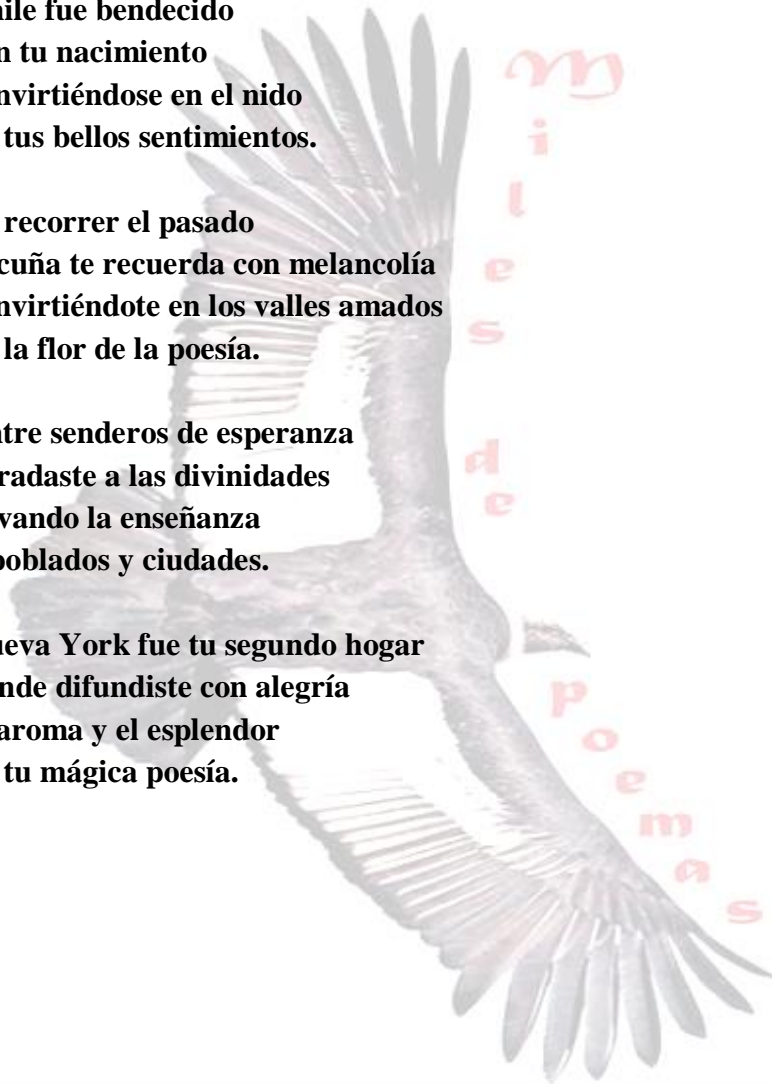 ile fue bendecido
n tu nacimiento
nvirtiéndose en el nido
tus bellos sentimientos.
recorrer el pasado
cuña te recuerda con melancolía
nvirtiéndote en los valles amados
la flor de la poesía.
tre senderos de esperanza
radaste a las divinidades
vando la enseñanza
poblados y ciudades.
ueva York fue tu segundo hogar
nde difundiste con alegría
aroma y el esplendor
tu mágica poesía.
Miles de poemas